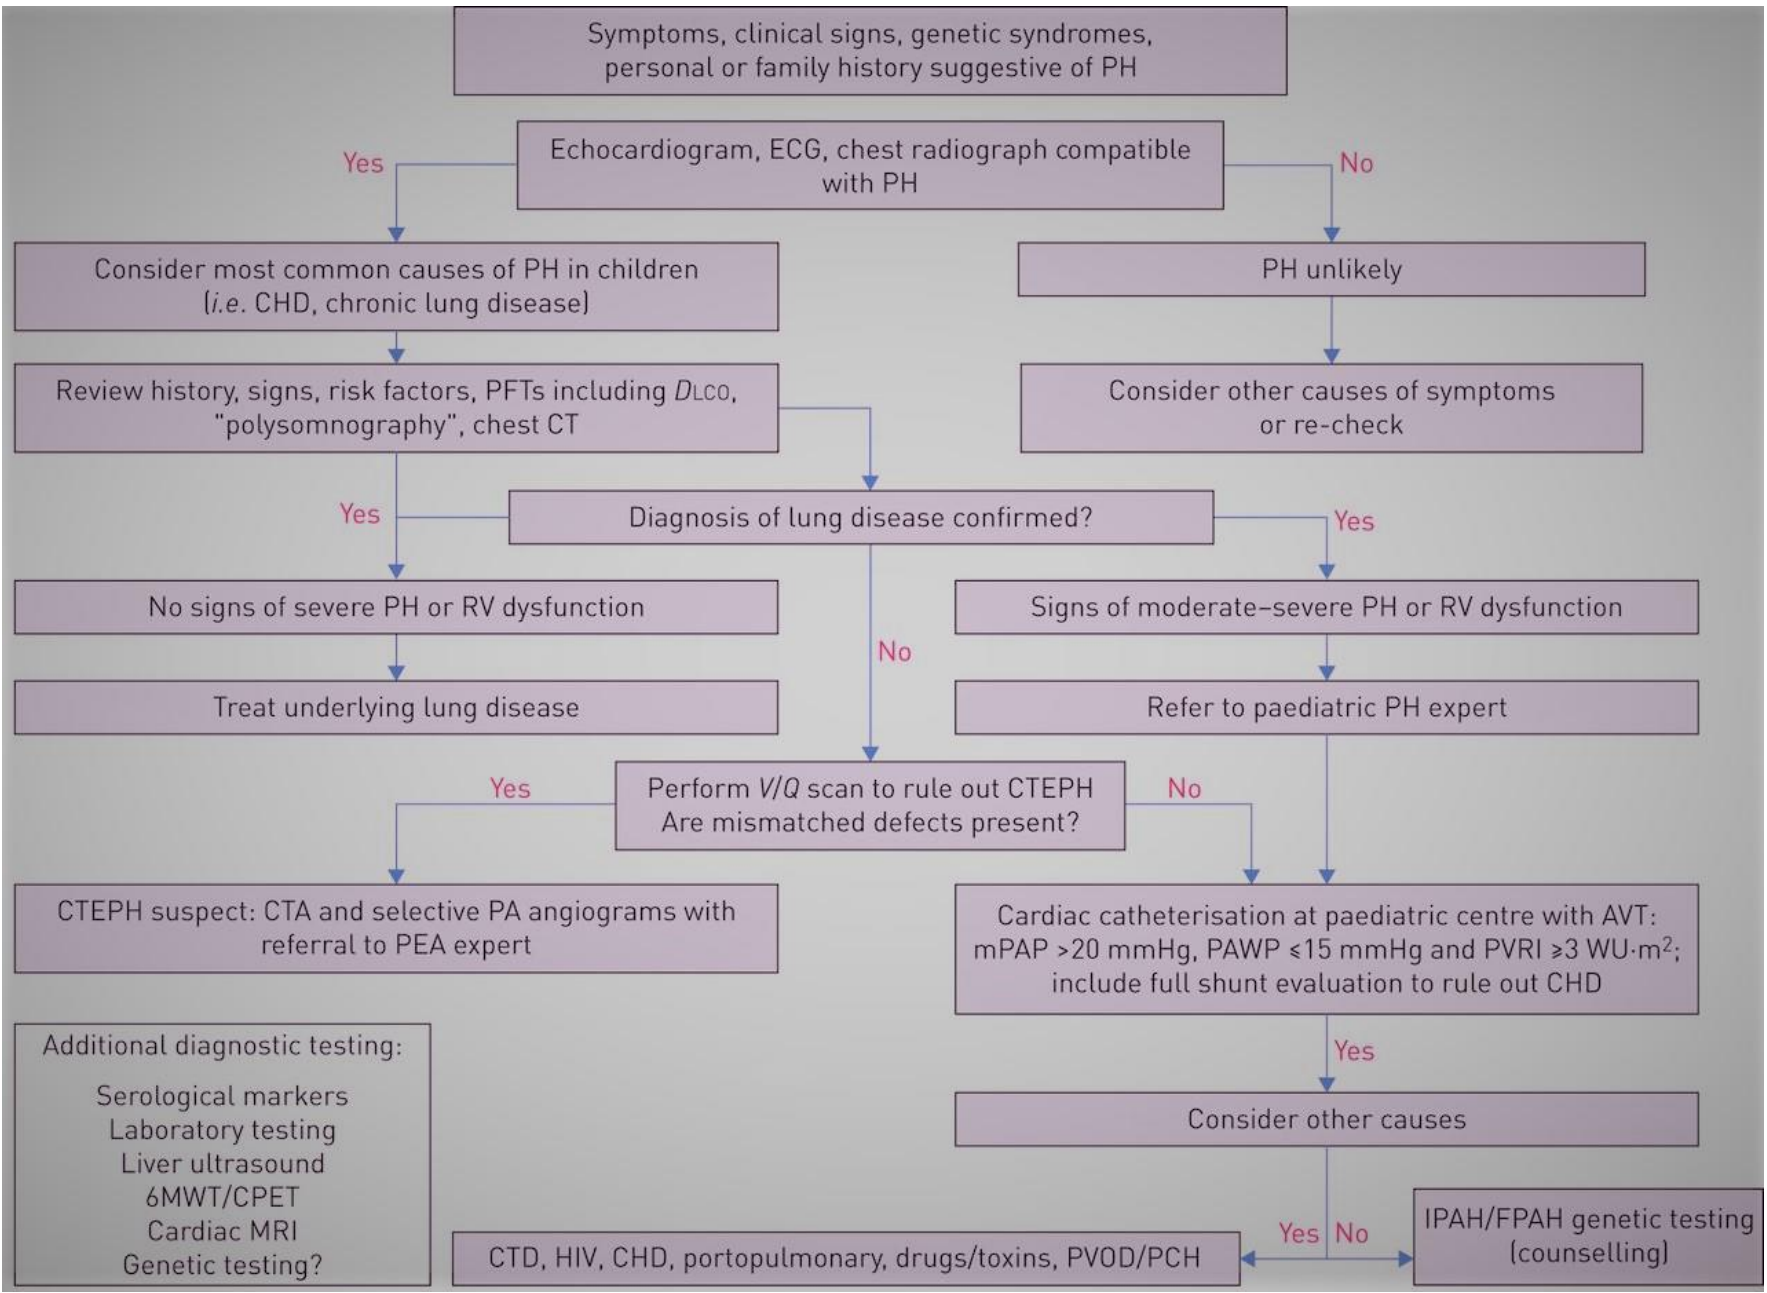 Symptoms, clinical signs, genetic syndromes,
personal or family history suggestive of PH
Echocardiogram, ECG, chest radiograph compatible
with PH
Yes
No
Consider most common causes of PH in children
(i.e. CHD, chronic lung disease)
PH unlikely
Review history, signs, risk factors, PFTs including DLCO,
"polysomnography", chest CT
Consider other causes of symptoms
or re-check
Yes
Diagnosis of lung disease confirmed?
Yes
No signs of severe PH or RV dysfunction
Signs of moderate–severe PH or RV dysfunction
No
Treat underlying lung disease
Refer to paediatric PH expert
Yes
Perform V/Q scan to rule out CTEPH
Are mismatched defects present?
No
CTEPH suspect: CTA and selective PA angiograms with
referral to PEA expert
Cardiac catheterisation at paediatric centre with AVT:
mPAP >20 mmHg, PAWP ⩽15 mmHg and PVRI ⩾3 WU·m²;
include full shunt evaluation to rule out CHD
Yes
Consider other causes
Additional diagnostic testing:
Serological markers
Laboratory testing
Liver ultrasound
6MWT/CPET
Cardiac MRI
Genetic testing?
Yes
No
CTD, HIV, CHD, portopulmonary, drugs/toxins, PVOD/PCH
IPAH/FPAH genetic testing
(counselling)